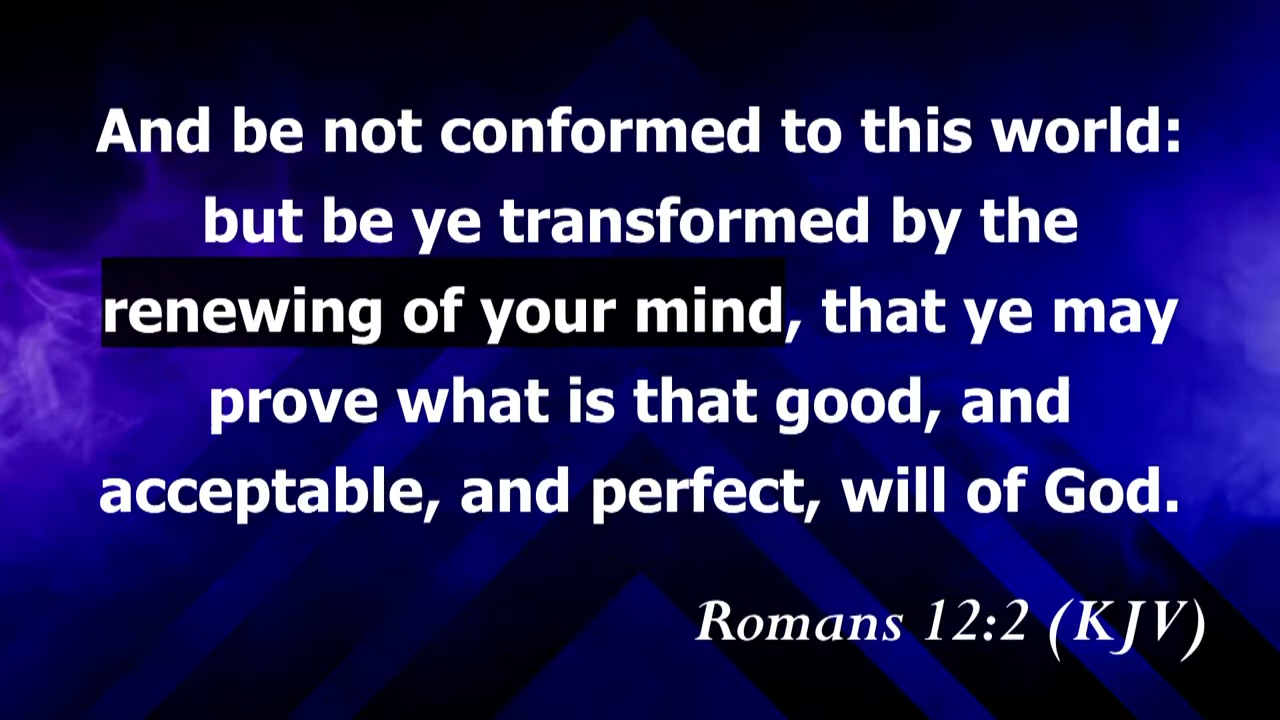 And be not conformed to this world:
but be ye transformed by the
renewing of your mind, that ye may
prove what is that good, and
acceptable, and perfect, will of God.
Romans 12:2 (KJV)